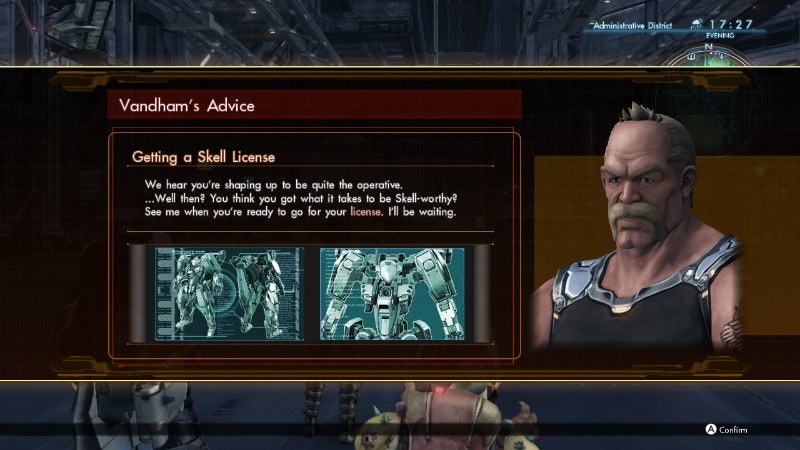 Administrative District 17:27
EVENING
N
Vandham's Advice
Getting a Skell License
We hear you're shaping up to be quite the operative.
...Well then? You think you got what it takes to be Skell-worthy?
See me when you're ready to go for your license. I'll be waiting.
A Confirm